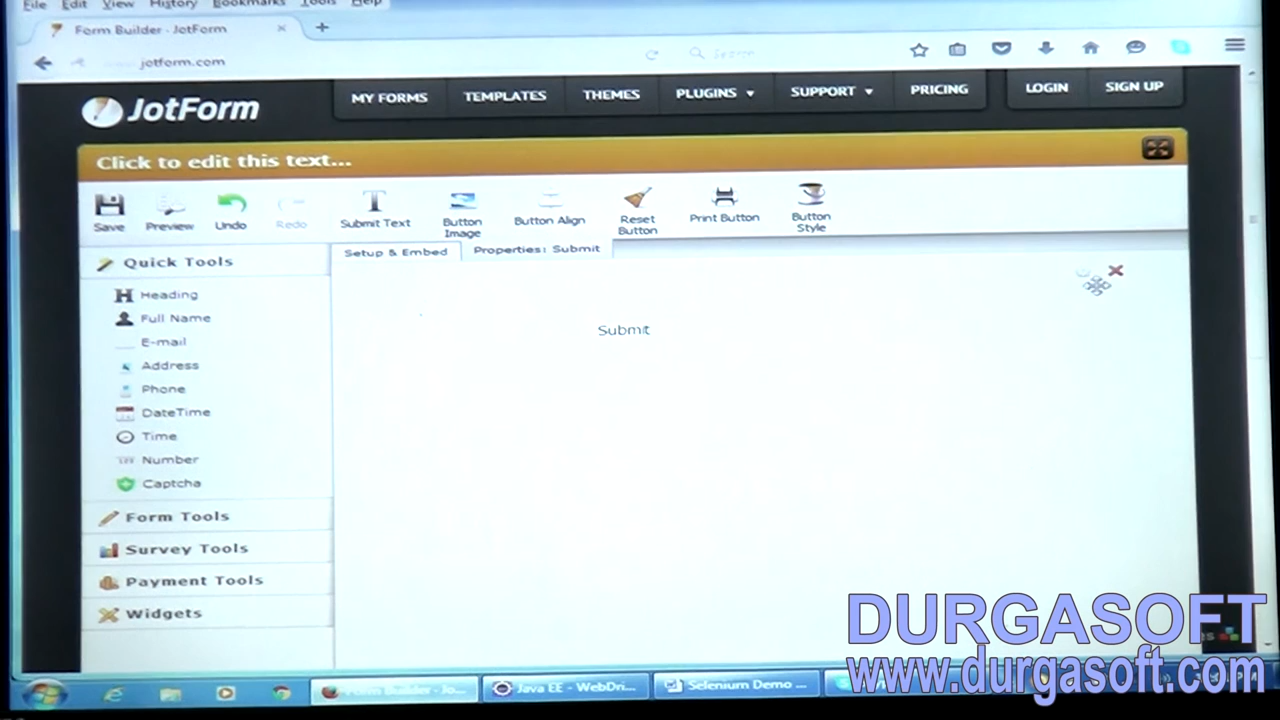 File Edit View History Bookmarks Tools Help
Form Builder - JotForm
jotform.com
Search
JotForm
MY FORMS TEMPLATES THEMES PLUGINS SUPPORT PRICING LOGIN SIGN UP
Click to edit this text...
Save Preview Undo Redo Submit Text Button Image Button Align Reset Button Print Button Button Style
Setup & Embed Properties: Submit
Quick Tools
Heading
Full Name
E-mail
Address
Phone
DateTime
Time
Number
Captcha
Form Tools
Survey Tools
Payment Tools
Widgets
Submit
DURGASOFT
www.durgasoft.com
Form Builder - Jo... Java EE - WebDri... Selenium Demo ...